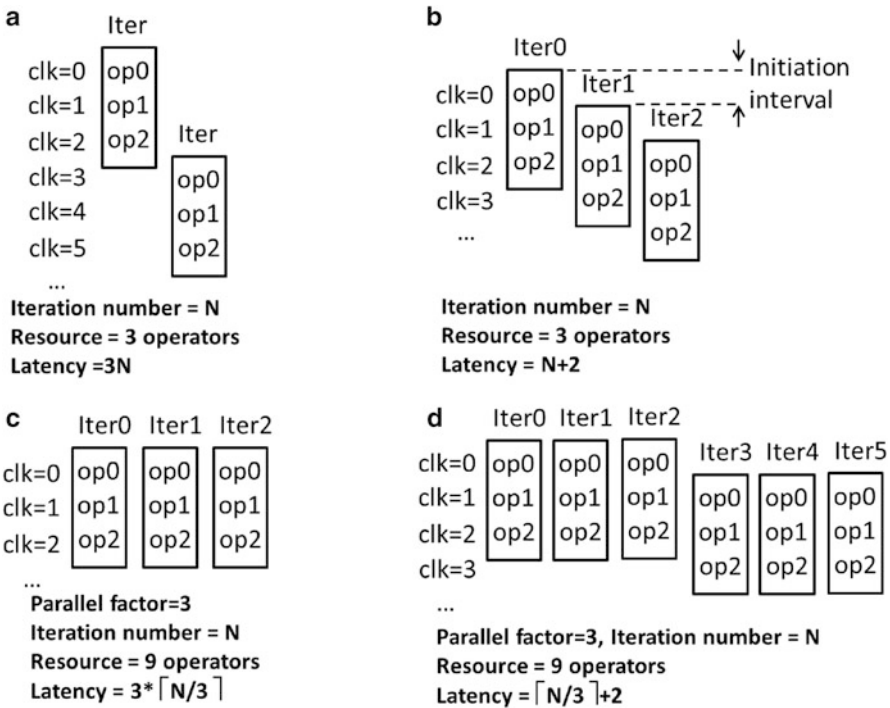 a
Iter
clk=0 op0
clk=1 op1
clk=2 op2
Iter
clk=3 op0
clk=4 op1
clk=5 op2
...
Iteration number = N
Resource = 3 operators
Latency =3N
b
Iter0
Initiation
interval
Iter1
Iter2
clk=0 op0
clk=1 op1 op0
clk=2 op2 op1 op0
clk=3 op2 op1
... op2
Iteration number = N
Resource = 3 operators
Latency = N+2
c
Iter0 Iter1 Iter2
clk=0 op0 op0 op0
clk=1 op1 op1 op1
clk=2 op2 op2 op2
...
Parallel factor=3
Iteration number = N
Resource = 9 operators
Latency = 3*⌈N/3⌉
d
Iter0 Iter1 Iter2
Iter3 Iter4 Iter5
clk=0 op0 op0 op0
clk=1 op1 op1 op1 op0 op0 op0
clk=2 op2 op2 op2 op1 op1 op1
clk=3 op2 op2 op2
...
Parallel factor=3, Iteration number = N
Resource = 9 operators
Latency =⌈N/3⌉+2